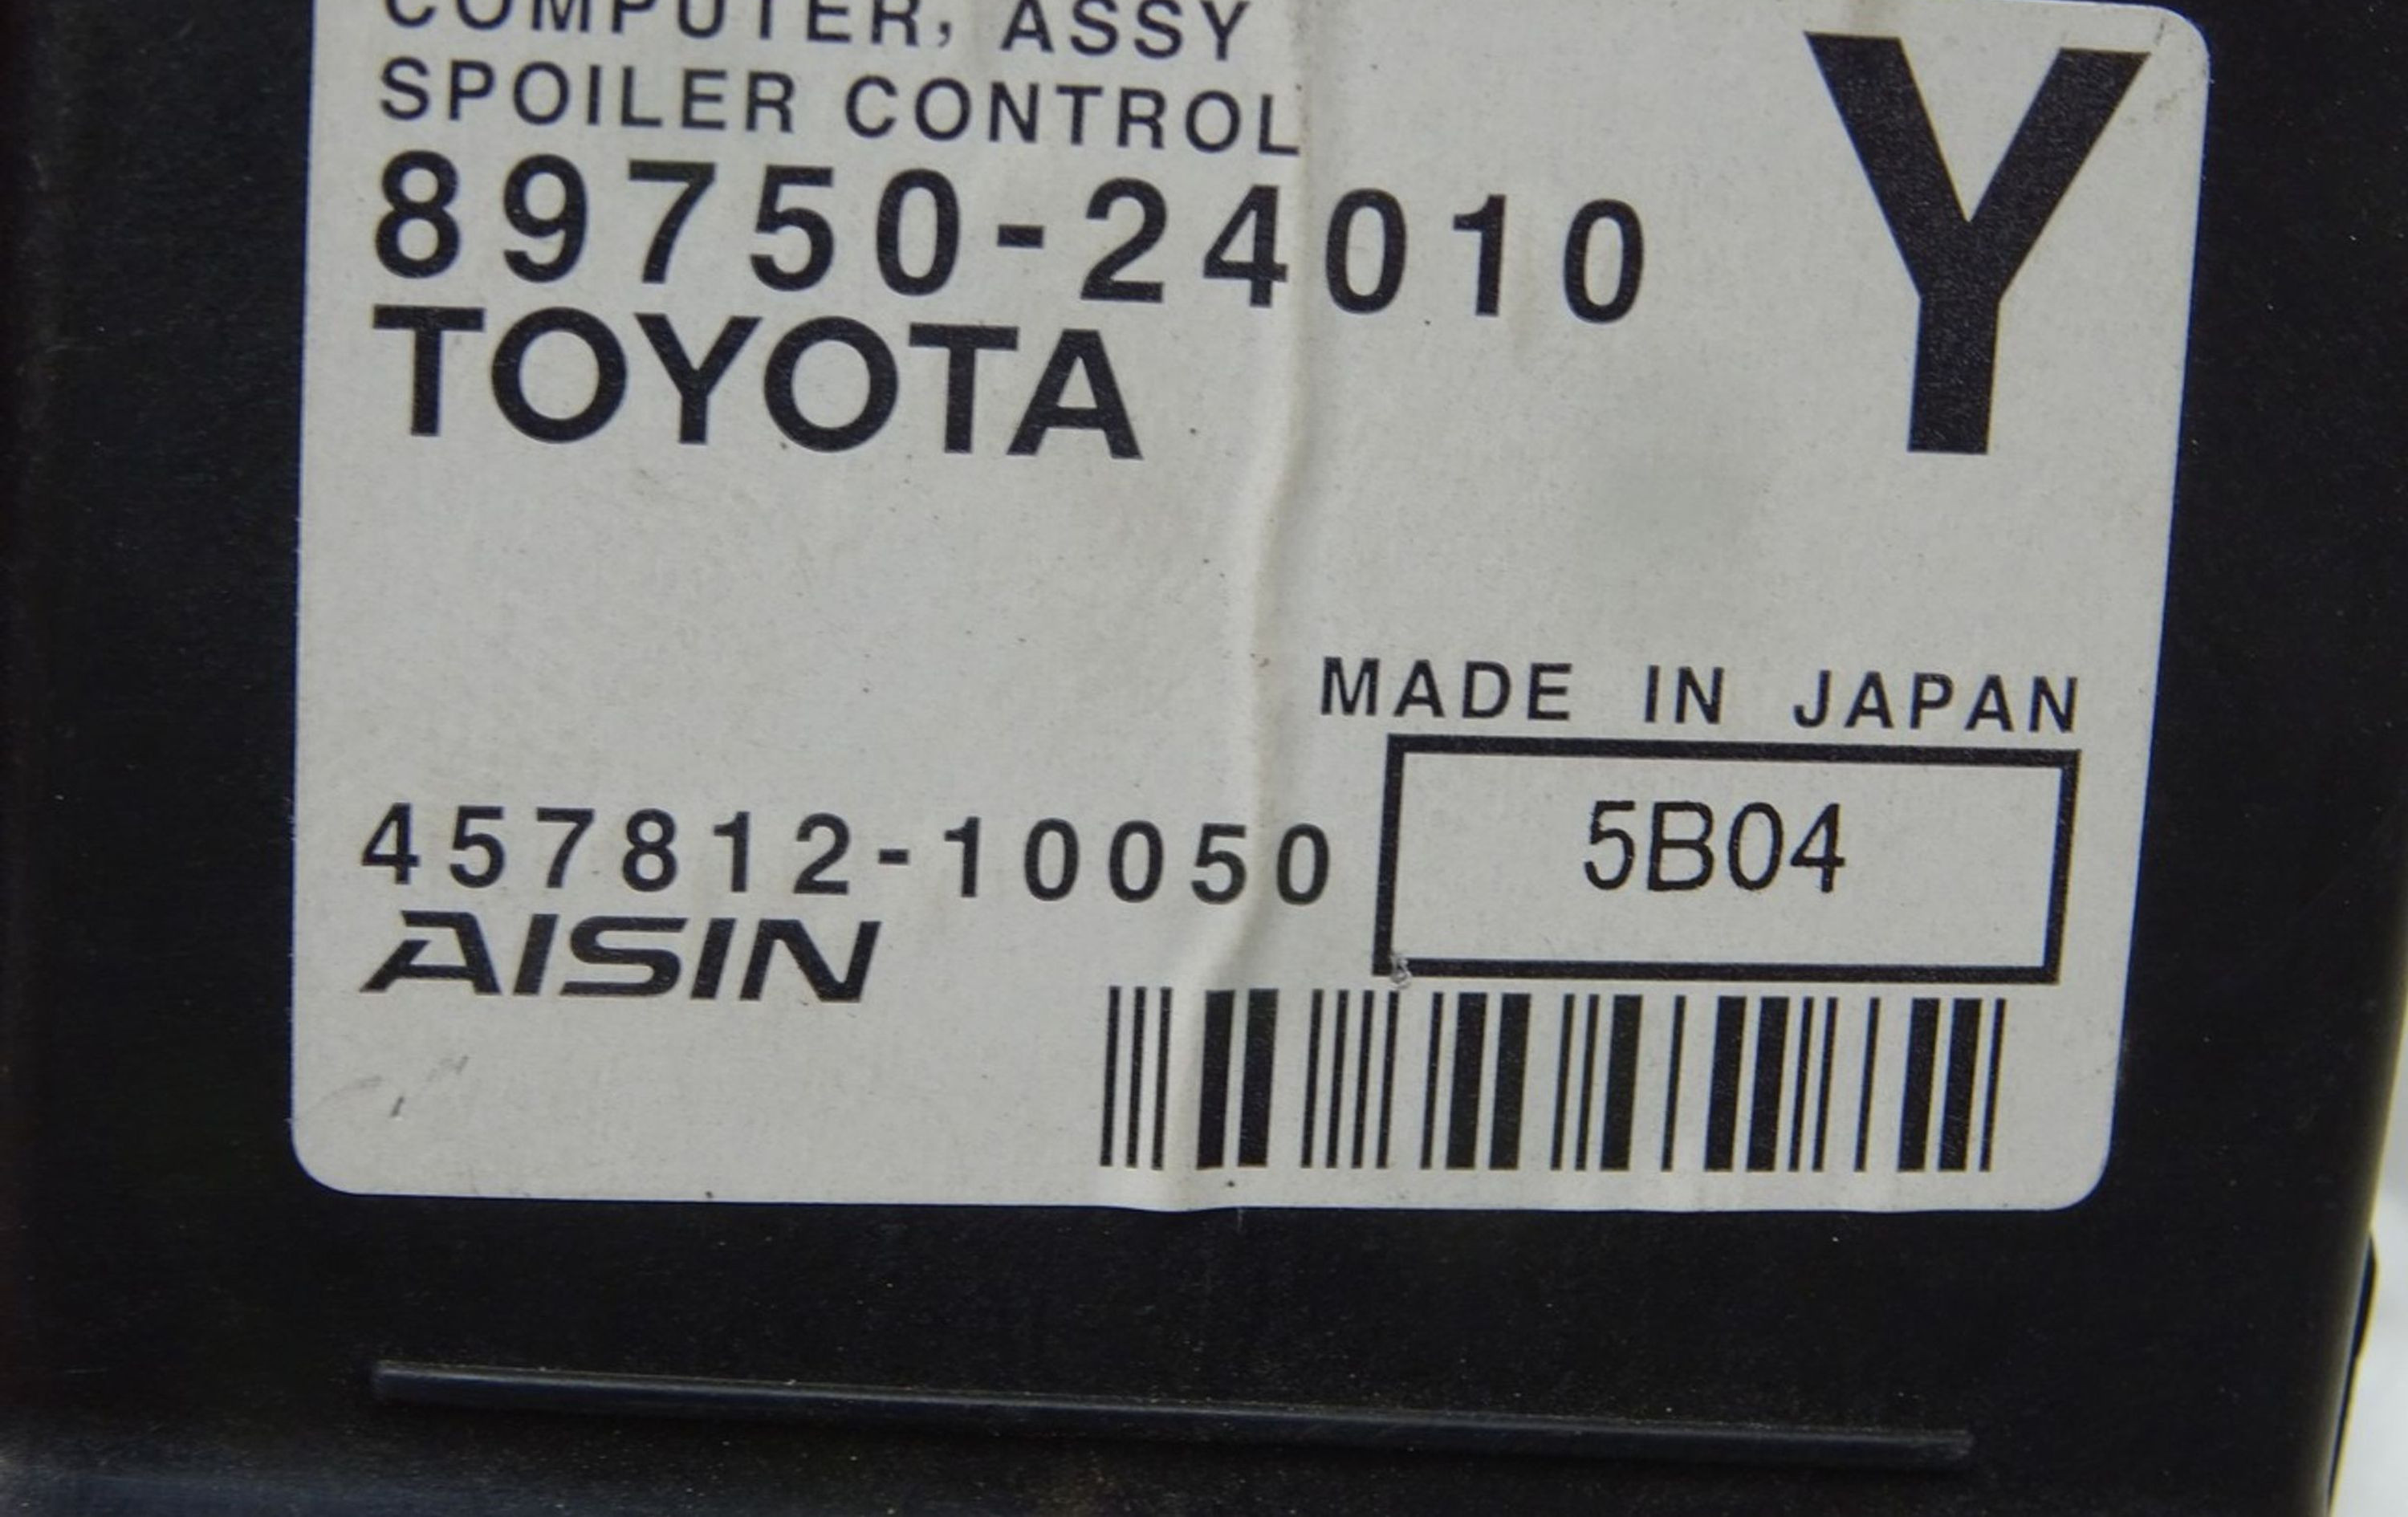 COMPUTER, ASSY
SPOILER CONTROL
Y
89750-24010
TOYOTA
MADE IN JAPAN
457812-10050
5B04
AISIN